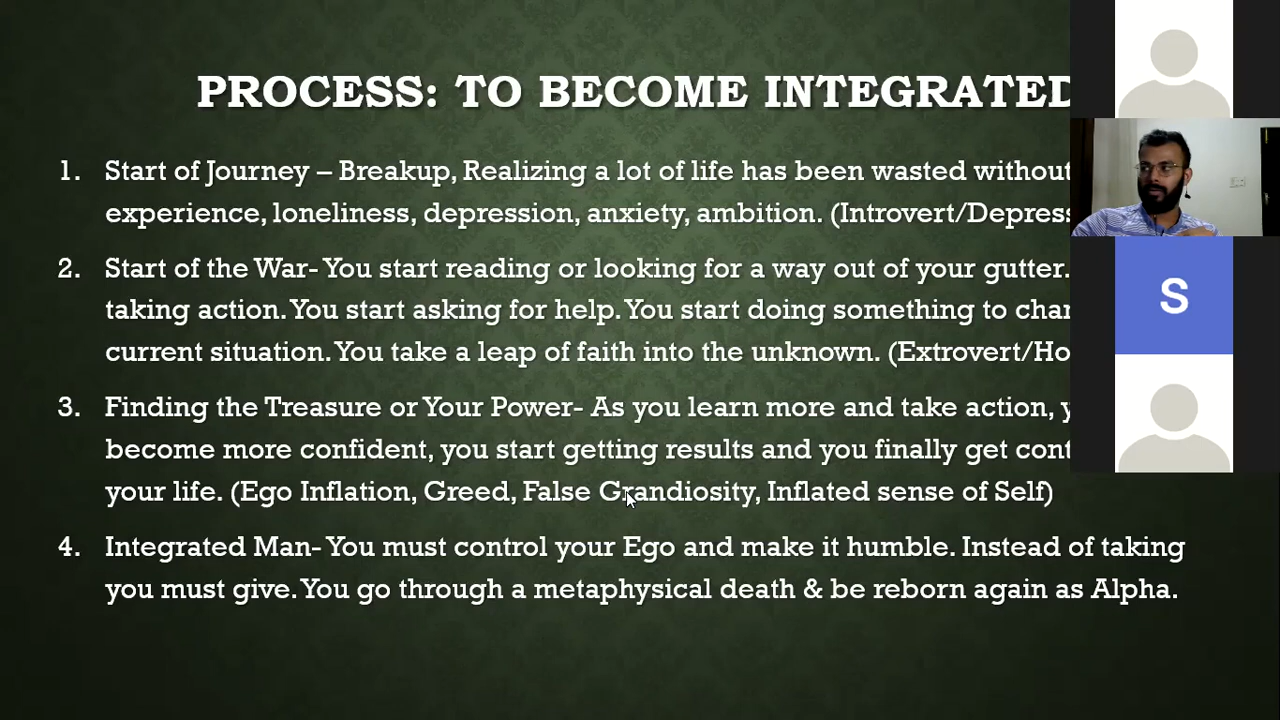 PROCESS: TO BECOME INTEGRATED
1. Start of Journey – Breakup, Realizing a lot of life has been wasted without
experience, loneliness, depression, anxiety, ambition. (Introvert/Depress
2. Start of the War- You start reading or looking for a way out of your gutter.
taking action. You start asking for help. You start doing something to
current situation. You take a leap of faith into the unknown. (Extrovert/Ho
3. Finding the Treasure or Your Power- As you learn more and take action,
become more confident, you start getting results and you finally get
your life. (Ego Inflation, Greed, False Grandiosity, Inflated sense of Self)
4. Integrated Man- You must control your Ego and make it humble. Instead of taking
you must give. You go through a metaphysical death & be reborn again as Alpha.
S